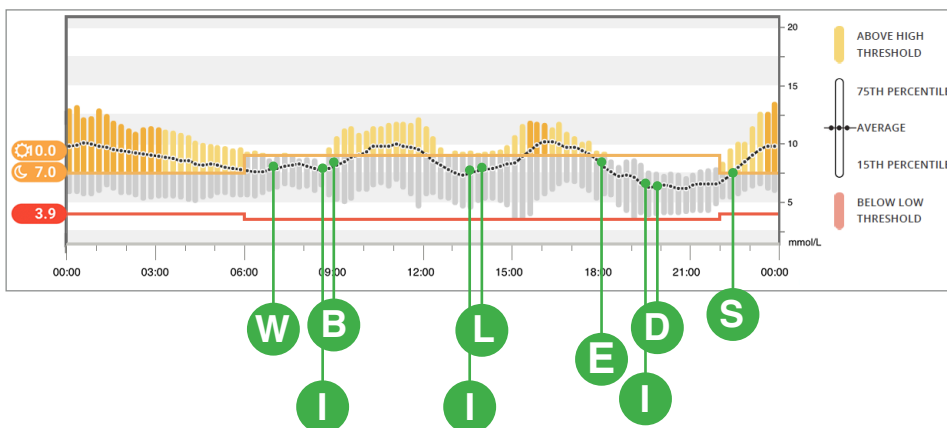 20
15
10
5
mmol/L
10.0
7.0
3.9
00:00
03:00
06:00
09:00
12:00
15:00
18:00
21:00
00:00
ABOVE HIGH
THRESHOLD
75TH PERCENTILE
AVERAGE
15TH PERCENTILE
BELOW LOW
THRESHOLD
W
B
L
E
D
S
I
I
I